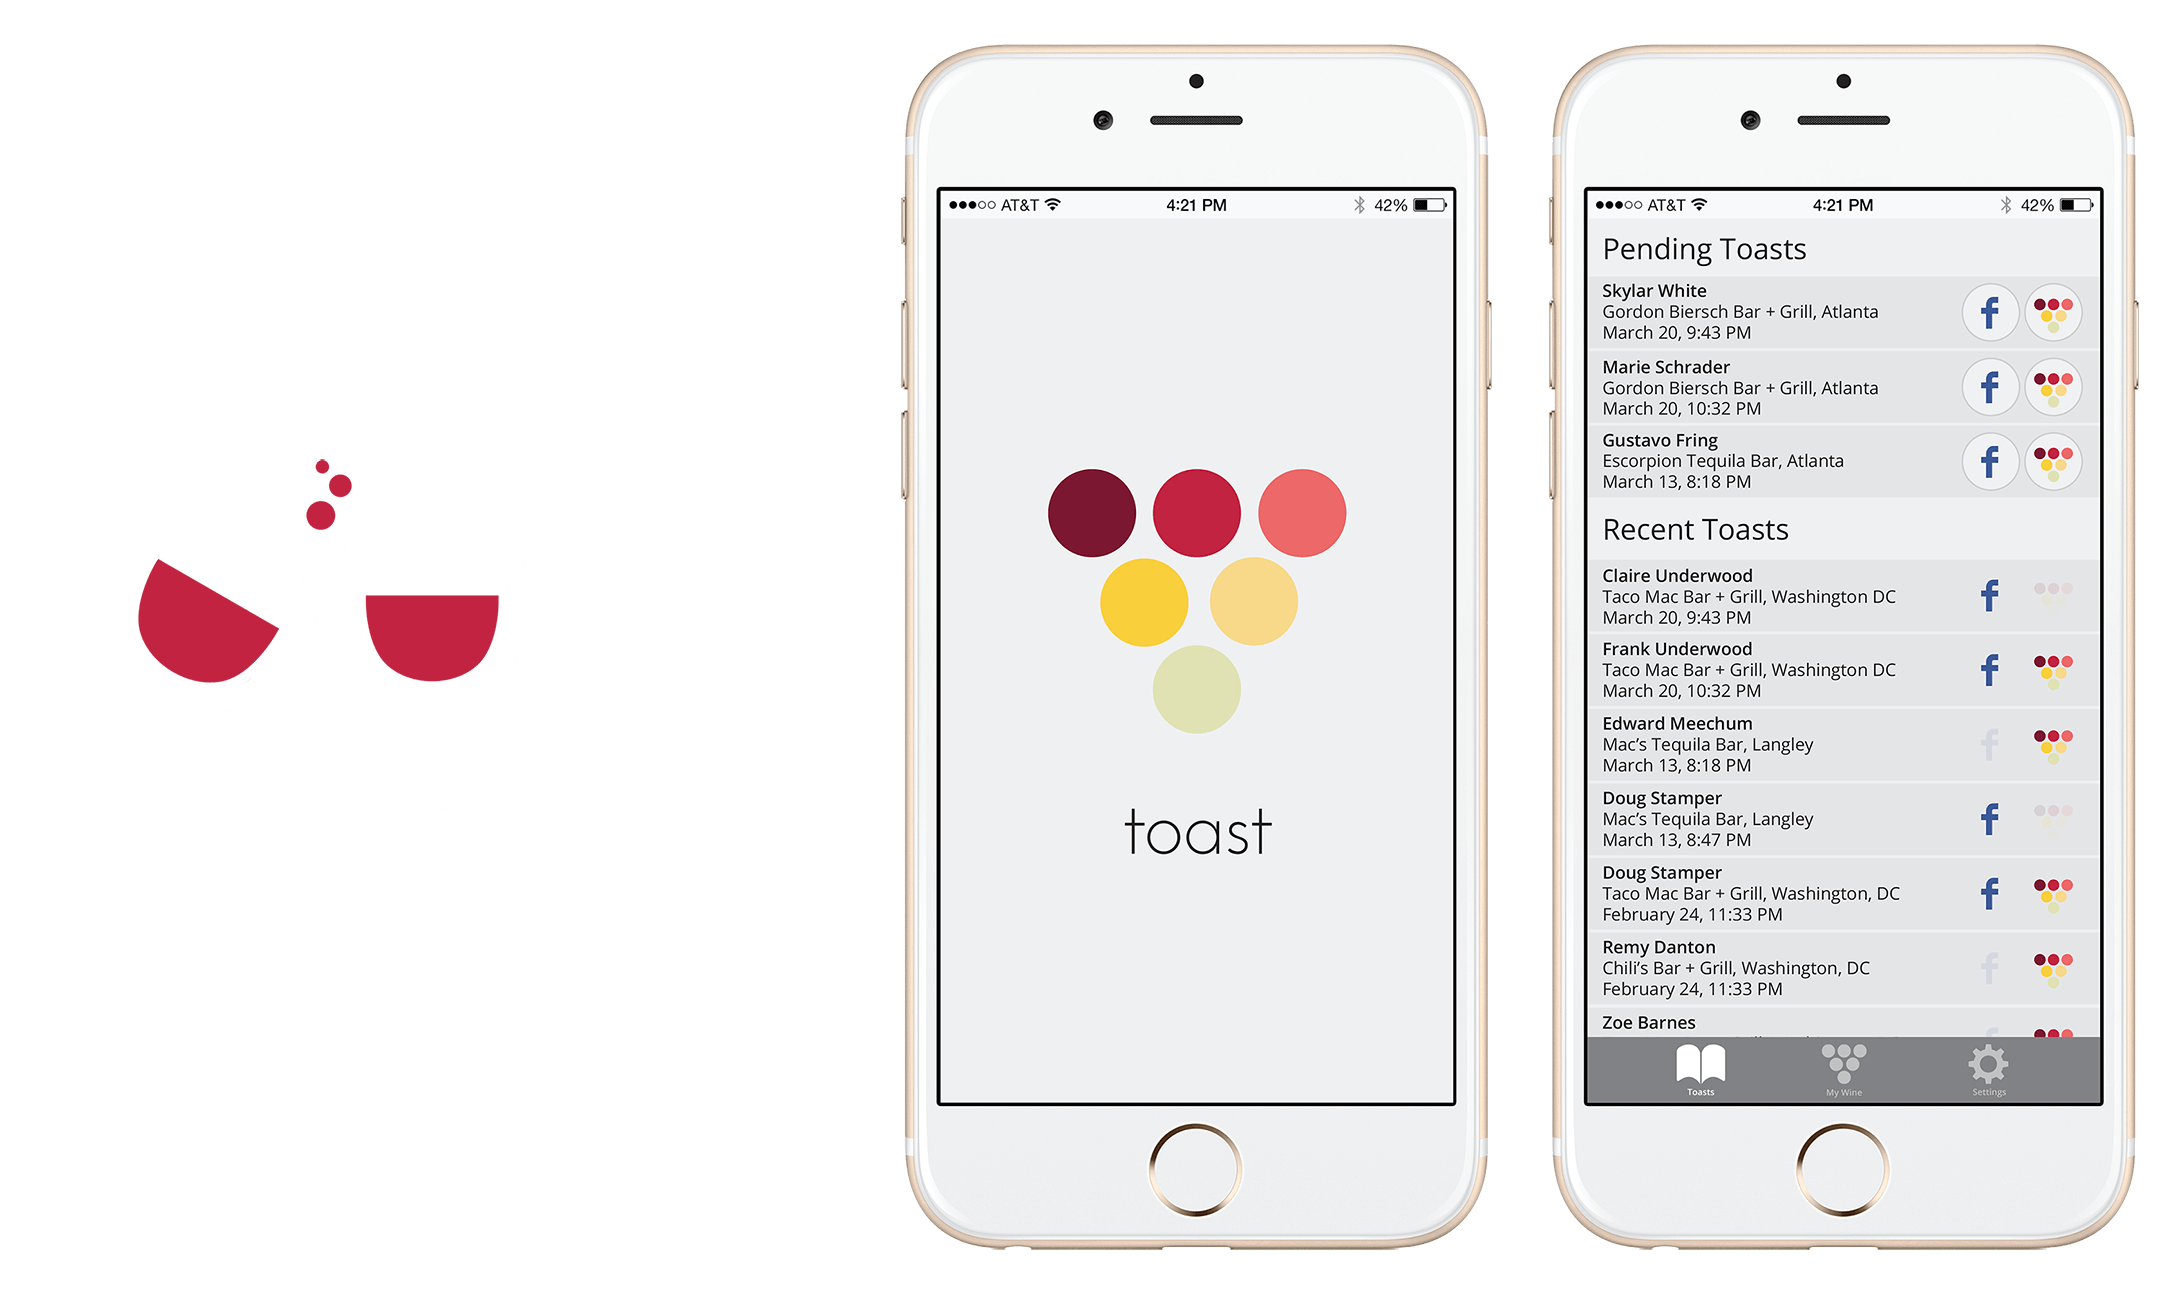 AT&T 4:21 PM 42%
toast
AT&T 4:21 PM 42%
Pending Toasts
Skylar White
Gordon Biersch Bar + Grill, Atlanta
March 20, 9:43 PM
Marie Schrader
Gordon Biersch Bar + Grill, Atlanta
March 20, 10:32 PM
Gustavo Fring
Escorpion Tequila Bar, Atlanta
March 13, 8:18 PM
Recent Toasts
Claire Underwood
Taco Mac Bar + Grill, Washington DC
March 20, 9:43 PM
Frank Underwood
Taco Mac Bar + Grill, Washington DC
March 20, 10:32 PM
Edward Meechum
Mac’s Tequila Bar, Langley
March 13, 8:18 PM
Doug Stamper
Mac’s Tequila Bar, Langley
March 13, 8:47 PM
Doug Stamper
Taco Mac Bar + Grill, Washington, DC
February 24, 11:33 PM
Remy Danton
Chili’s Bar + Grill, Washington, DC
February 24, 11:33 PM
Zoe Barnes
Toasts My Wine Settings